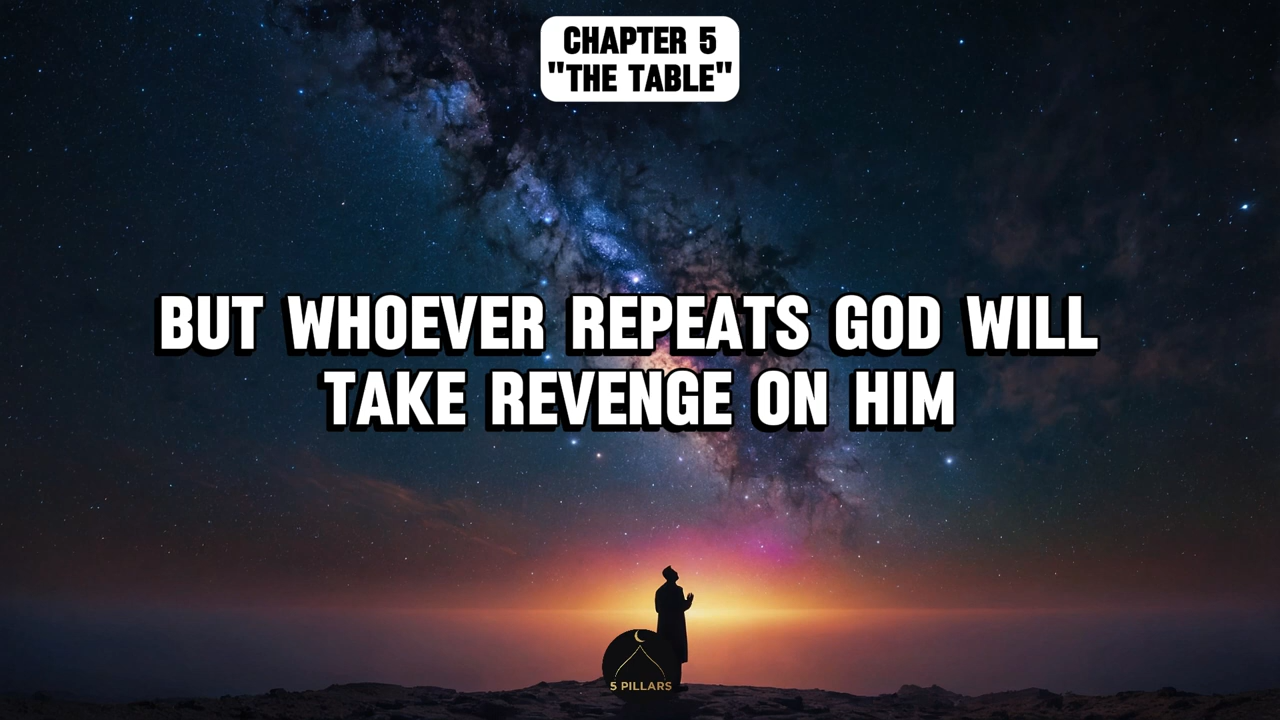 CHAPTER 5
"THE TABLE"
BUT WHOEVER REPEATS GOD WILL
TAKE REVENGE ON HIM
5 PILLARS